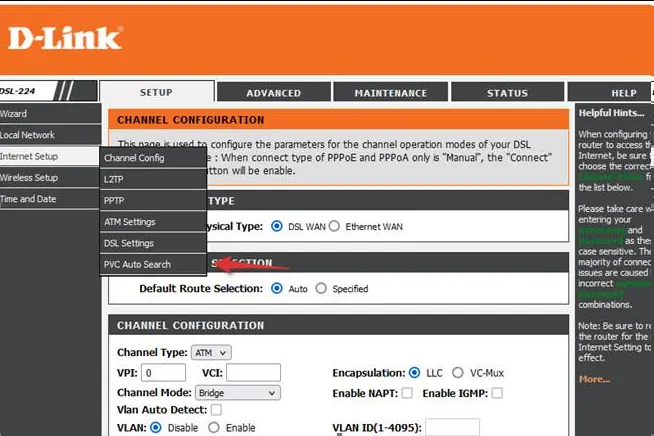 D-Link
DSL-224
SETUP
ADVANCED
MAINTENANCE
STATUS
HELP
Wizard
Local Network
Internet Setup
Wireless Setup
Time and Date
Channel Config
L2TP
PPTP
ATM Settings
DSL Settings
PVC Auto Search
CHANNEL CONFIGURATION
This page is used to configure the parameters for the channel operation modes of your DSL
: When connect type of PPPoE and PPPoA only is "Manual", the "Connect"
will be enable.
TYPE
DSL WAN
Ethernet WAN
Default Route Selection:
Auto
Specified
CHANNEL CONFIGURATION
Channel Type:
ATM
VPI:
0
VCI:
Encapsulation:
LLC
VC-Mux
Channel Mode:
Bridge
Enable NAPT:
Enable IGMP:
Vlan Auto Detect:
VLAN:
Disable
Enable
VLAN ID(1-4095):
Helpful Hints...
When configuring
router to access th
Internet, be sure t
choose the correct
the list below.
Please take care w
entering your
username and
password as thes
case sensitive. The
majority of connec
issues are caused
incorrect
combinations.
Note: Be sure to re
the router for the
Internet Setting to
effect.
More...